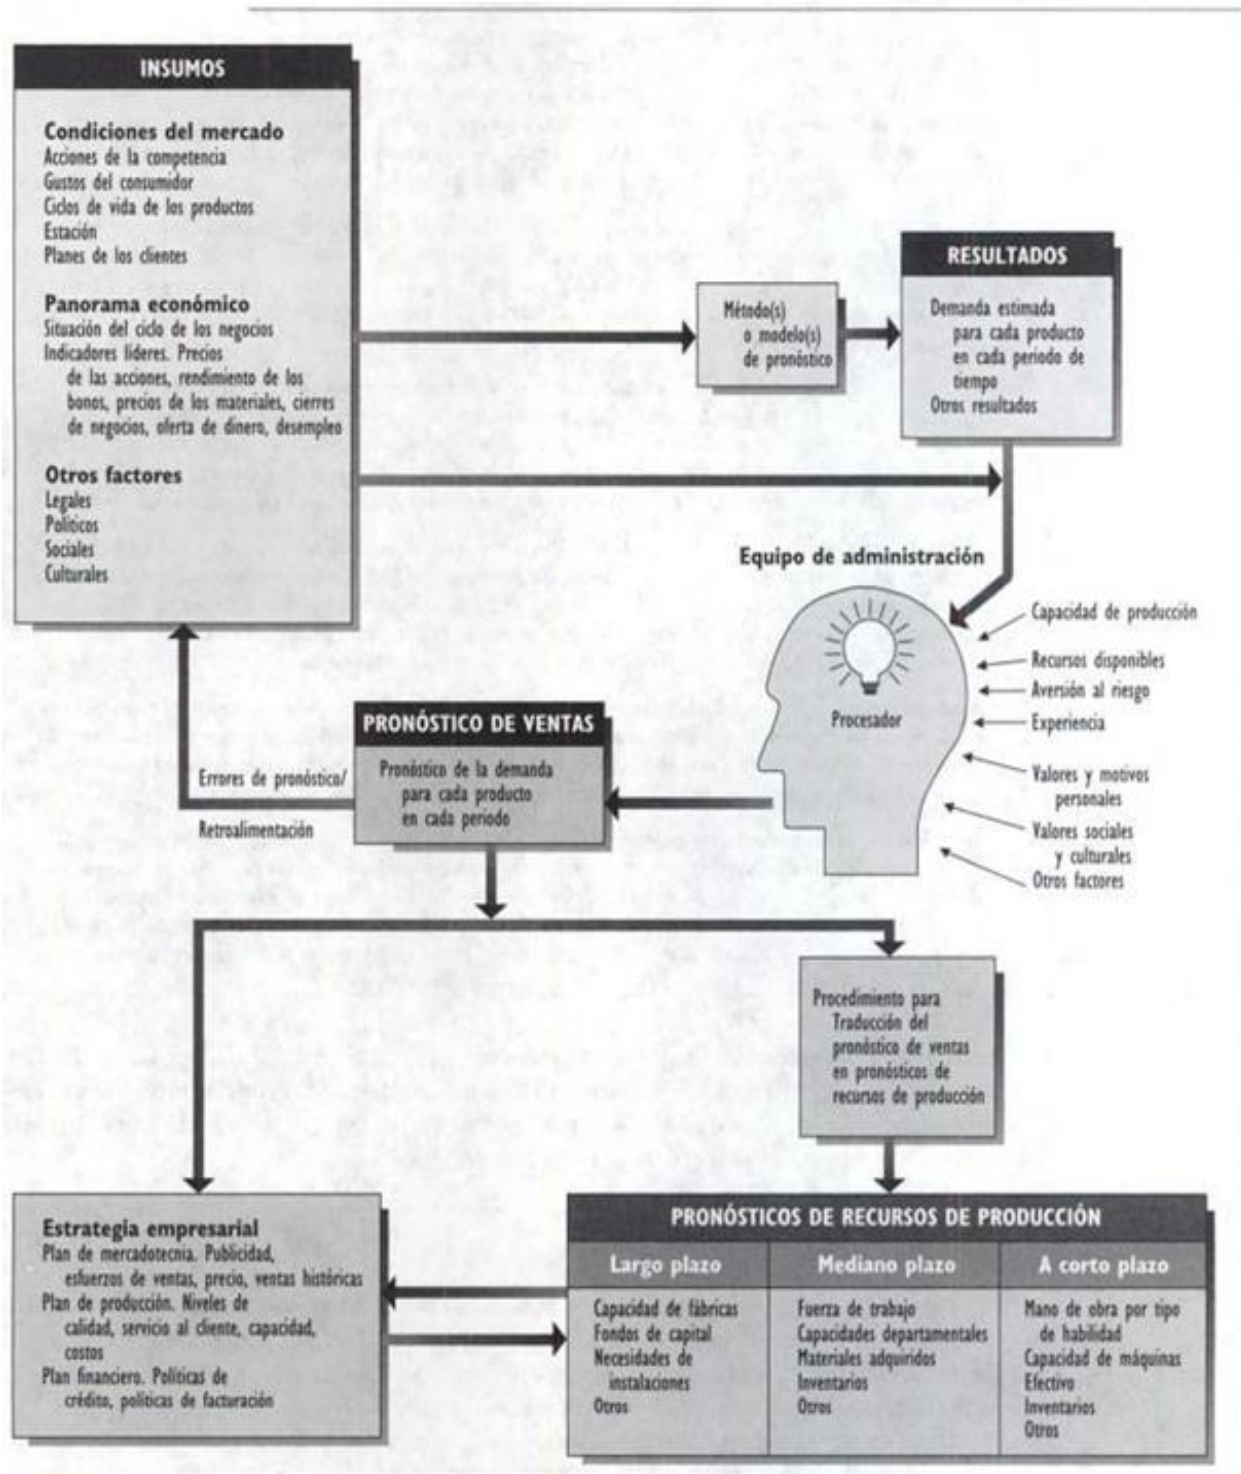 INSUMOS
Condiciones del mercado
Acciones de la competencia
Gustos del consumidor
Ciclos de vida de los productos
Estación
Planes de los clientes
Panorama económico
Situación del ciclo de los negocios
Indicadores líderes. Precios
de las acciones, rendimiento de los
bonos, precios de los materiales, cierres
de negocios, oferta de dinero, desempleo
Otros factores
Legales
Políticos
Sociales
Culturales
Método(s)
o modelo(s)
de pronóstico
RESULTADOS
Demanda estimada
para cada producto
en cada periodo de
tiempo
Otros resultados
Equipo de administración
Procesador
Capacidad de producción
Recursos disponibles
Aversión al riesgo
Experiencia
Valores y motivos
personales
Valores sociales
y culturales
Otros factores
PRONÓSTICO DE VENTAS
Pronóstico de la demanda
para cada producto
en cada periodo
Errores de pronóstico/
Retroalimentación
Procedimiento para
Traducción del
pronóstico de ventas
en pronósticos de
recursos de producción
Estrategia empresarial
Plan de mercadotecnia. Publicidad,
esfuerzos de ventas, precio, ventas históricas
Plan de producción. Niveles de
calidad, servicio al cliente, capacidad,
costos
Plan financiero. Políticas de
crédito, políticas de facturación
PRONÓSTICOS DE RECURSOS DE PRODUCCIÓN
Largo plazo
Capacidad de fábricas
Fondos de capital
Necesidades de
instalaciones
Otros
Mediano plazo
Fuerza de trabajo
Capacidades departamentales
Materiales adquiridos
Inventarios
Otros
A corto plazo
Mano de obra por tipo
de habilidad
Capacidad de máquinas
Efectivo
Inventarios
Otros